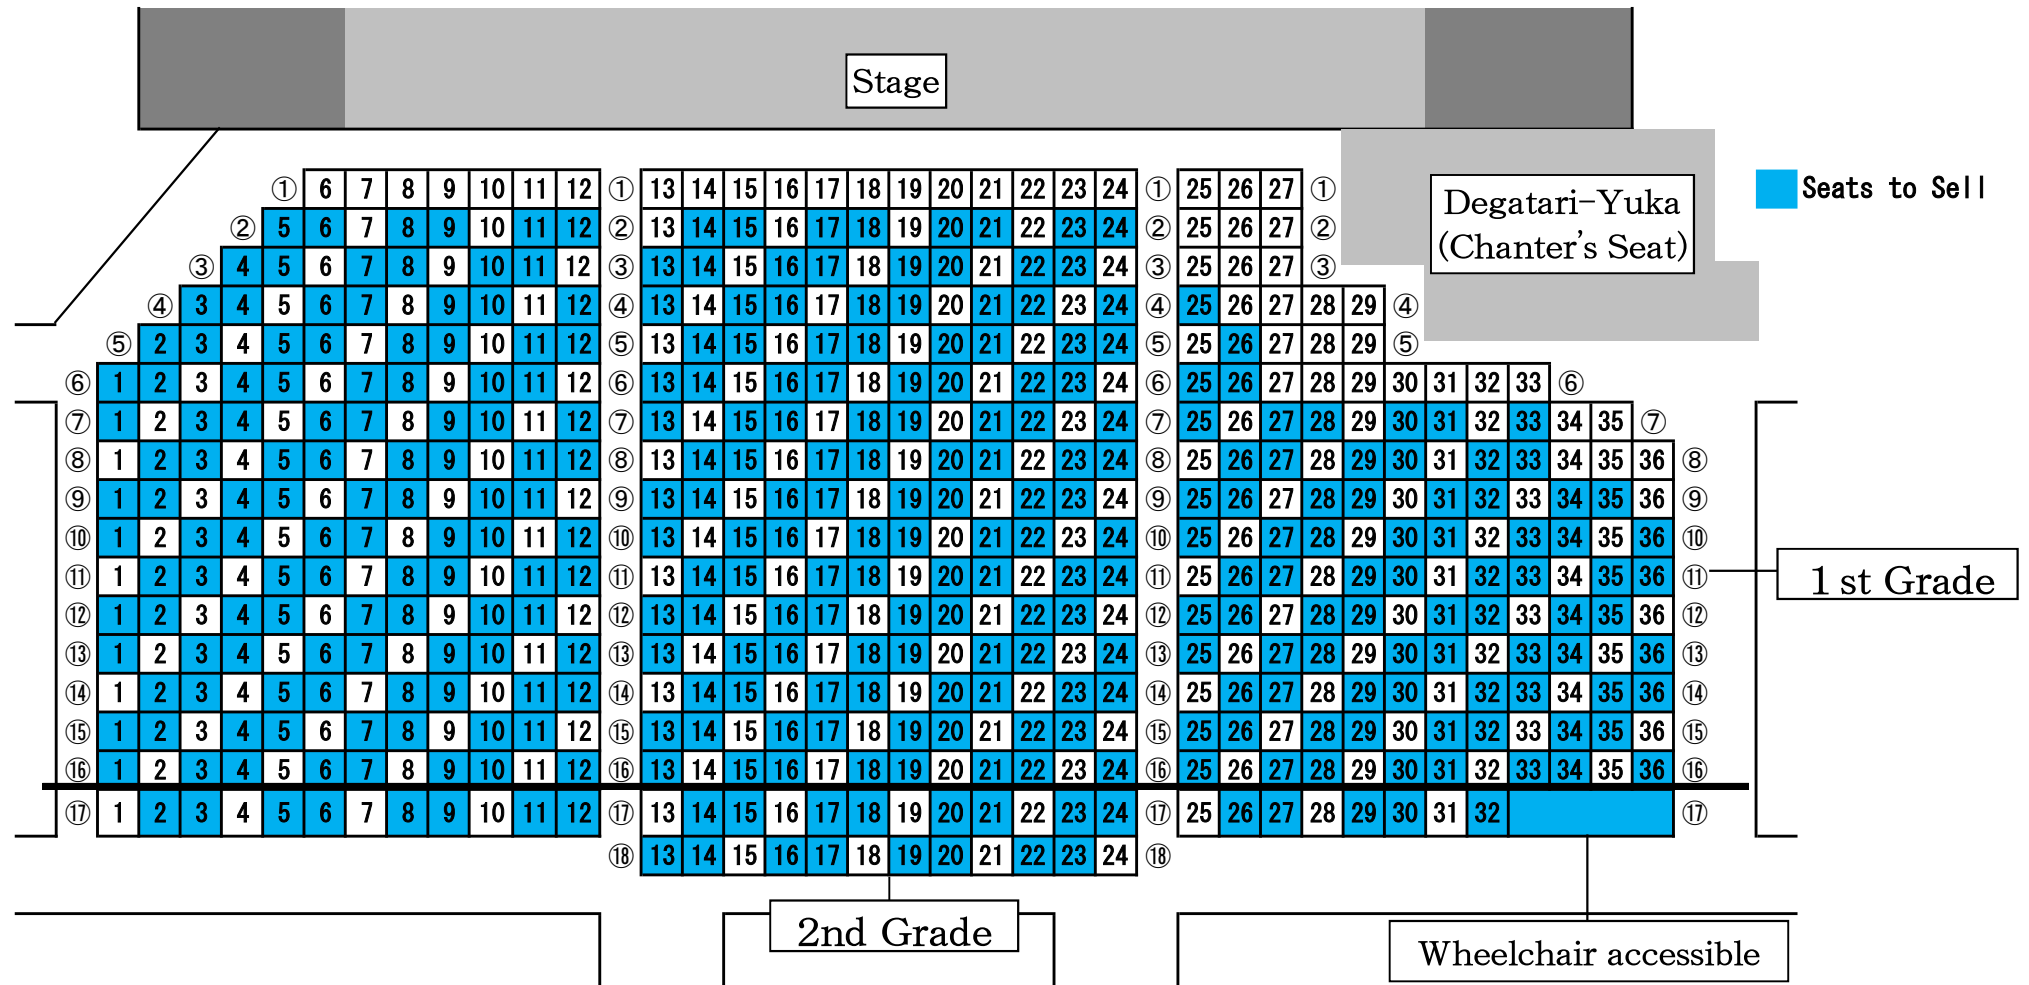 Stage
Degatari-Yuka
(Chanter's Seat)
Seats to Sell
① 6 7 8 9 10 11 12 ① 13 14 15 16 17 18 19 20 21 22 23 24 ① 25 26 27 ①
② 5 6 7 8 9 10 11 12 ② 13 14 15 16 17 18 19 20 21 22 23 24 ② 25 26 27 ②
③ 4 5 6 7 8 9 10 11 12 ③ 13 14 15 16 17 18 19 20 21 22 23 24 ③ 25 26 27 ③
④ 3 4 5 6 7 8 9 10 11 12 ④ 13 14 15 16 17 18 19 20 21 22 23 24 ④ 25 26 27 28 29 ④
⑤ 2 3 4 5 6 7 8 9 10 11 12 ⑤ 13 14 15 16 17 18 19 20 21 22 23 24 ⑤ 25 26 27 28 29 ⑤
⑥ 1 2 3 4 5 6 7 8 9 10 11 12 ⑥ 13 14 15 16 17 18 19 20 21 22 23 24 ⑥ 25 26 27 28 29 30 31 32 33 ⑥
⑦ 1 2 3 4 5 6 7 8 9 10 11 12 ⑦ 13 14 15 16 17 18 19 20 21 22 23 24 ⑦ 25 26 27 28 29 30 31 32 33 34 35 ⑦
⑧ 1 2 3 4 5 6 7 8 9 10 11 12 ⑧ 13 14 15 16 17 18 19 20 21 22 23 24 ⑧ 25 26 27 28 29 30 31 32 33 34 35 36 ⑧
⑨ 1 2 3 4 5 6 7 8 9 10 11 12 ⑨ 13 14 15 16 17 18 19 20 21 22 23 24 ⑨ 25 26 27 28 29 30 31 32 33 34 35 36 ⑨
⑩ 1 2 3 4 5 6 7 8 9 10 11 12 ⑩ 13 14 15 16 17 18 19 20 21 22 23 24 ⑩ 25 26 27 28 29 30 31 32 33 34 35 36 ⑩
⑪ 1 2 3 4 5 6 7 8 9 10 11 12 ⑪ 13 14 15 16 17 18 19 20 21 22 23 24 ⑪ 25 26 27 28 29 30 31 32 33 34 35 36 ⑪
1st Grade
⑫ 1 2 3 4 5 6 7 8 9 10 11 12 ⑫ 13 14 15 16 17 18 19 20 21 22 23 24 ⑫ 25 26 27 28 29 30 31 32 33 34 35 36 ⑫
⑬ 1 2 3 4 5 6 7 8 9 10 11 12 ⑬ 13 14 15 16 17 18 19 20 21 22 23 24 ⑬ 25 26 27 28 29 30 31 32 33 34 35 36 ⑬
⑭ 1 2 3 4 5 6 7 8 9 10 11 12 ⑭ 13 14 15 16 17 18 19 20 21 22 23 24 ⑭ 25 26 27 28 29 30 31 32 33 34 35 36 ⑭
⑮ 1 2 3 4 5 6 7 8 9 10 11 12 ⑮ 13 14 15 16 17 18 19 20 21 22 23 24 ⑮ 25 26 27 28 29 30 31 32 33 34 35 36 ⑮
⑯ 1 2 3 4 5 6 7 8 9 10 11 12 ⑯ 13 14 15 16 17 18 19 20 21 22 23 24 ⑯ 25 26 27 28 29 30 31 32 33 34 35 36 ⑯
⑰ 1 2 3 4 5 6 7 8 9 10 11 12 ⑰ 13 14 15 16 17 18 19 20 21 22 23 24 ⑰ 25 26 27 28 29 30 31 32 ⑰
⑱ 13 14 15 16 17 18 19 20 21 22 23 24 ⑱
2nd Grade
Wheelchair accessible